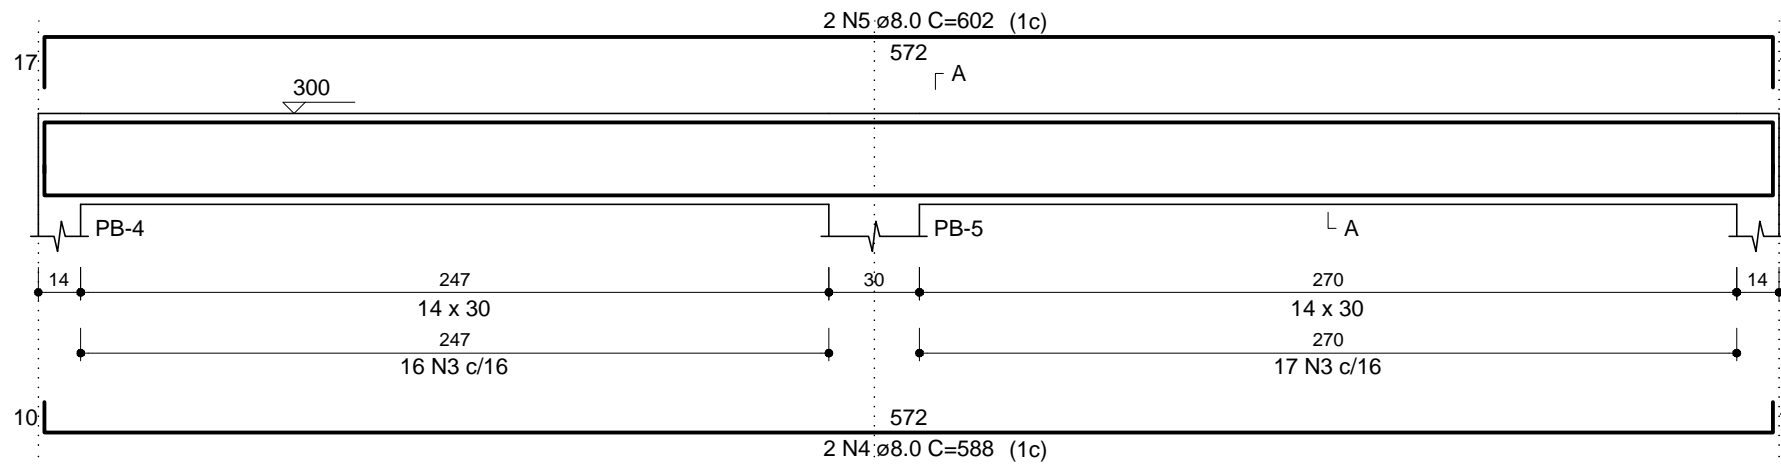 2 N5 ø8.0 C=602 (1c)
17
572
A
300
PB-4
PB-5
A
14
247
30
270
14
14 x 30
14 x 30
247
270
16 N3 c/16
17 N3 c/16
10
572
2 N4 ø8.0 C=588 (1c)